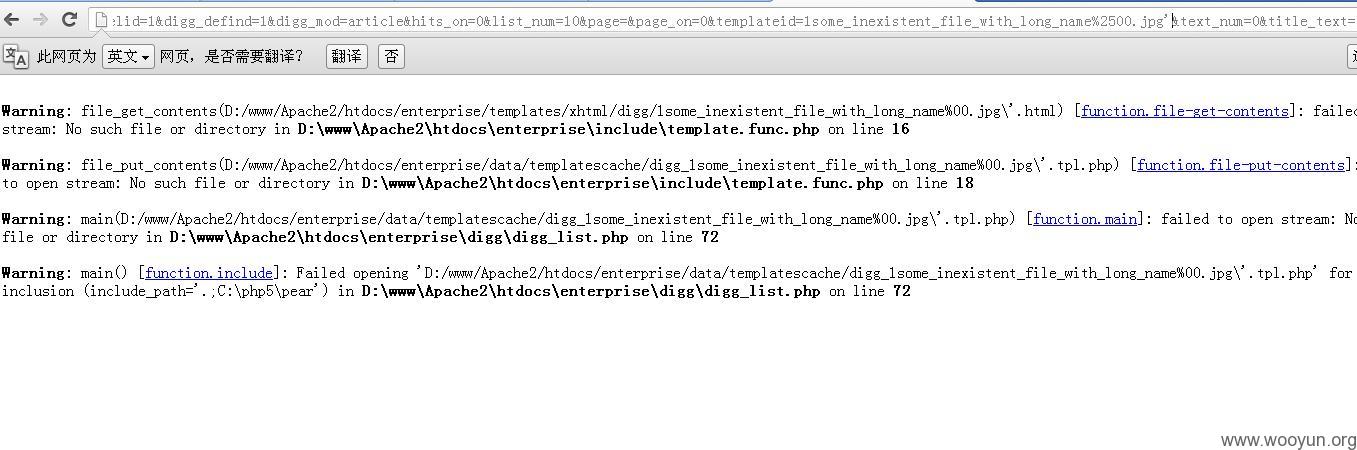 elid=1&digg_defind=1&digg_mod=article&hits_on=0&list_num=10&page=&page_on=0&templateid=1some_inexistent_file_with_long_name%2500.jpg'&text_num=0&title_text=
此网页为 英文 网页，是否需要翻译？ 翻译 否
Warning: file_get_contents(D:/www/Apache2/htdocs/enterprise/templates/xhtml/digg/1some_inexistent_file_with_long_name%00.jpg\'.html) [function.file-get-contents]: failed
stream: No such file or directory in D:\www\Apache2\htdocs\enterprise\include\template.func.php on line 16
Warning: file_put_contents(D:/www/Apache2/htdocs/enterprise/data/templatescache/digg_1some_inexistent_file_with_long_name%00.jpg\'.tpl.php) [function.file-put-contents]:
to open stream: No such file or directory in D:\www\Apache2\htdocs\enterprise\include\template.func.php on line 18
Warning: main(D:/www/Apache2/htdocs/enterprise/data/templatescache/digg_1some_inexistent_file_with_long_name%00.jpg\'.tpl.php) [function.main]: failed to open stream: No
file or directory in D:\www\Apache2\htdocs\enterprise\digg\digg_list.php on line 72
Warning: main() [function.include]: Failed opening 'D:/www/Apache2/htdocs/enterprise/data/templatescache/digg_1some_inexistent_file_with_long_name%00.jpg\'.tpl.php' for
inclusion (include_path='.;C:\php5\pear') in D:\www\Apache2\htdocs\enterprise\digg\digg_list.php on line 72
www.wooyun.org